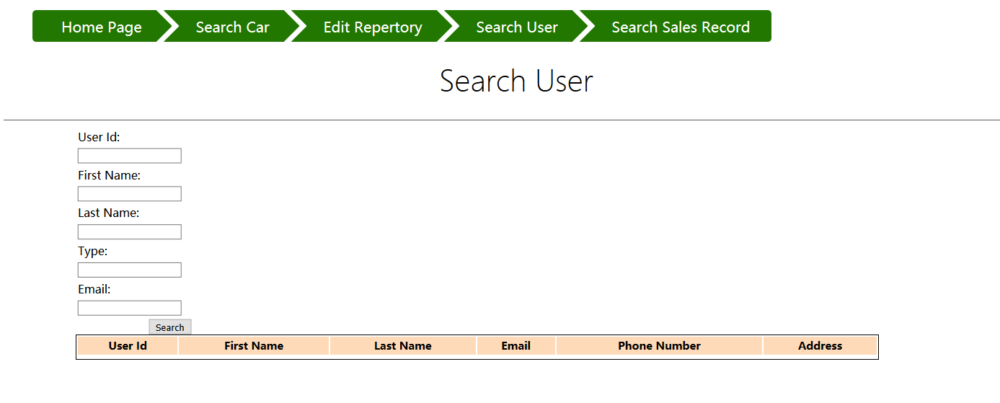 Home Page Search Car Edit Repertory Search User Search Sales Record
Search User
User Id:
First Name:
Last Name:
Type:
Email:
Search
User Id First Name Last Name Email Phone Number Address